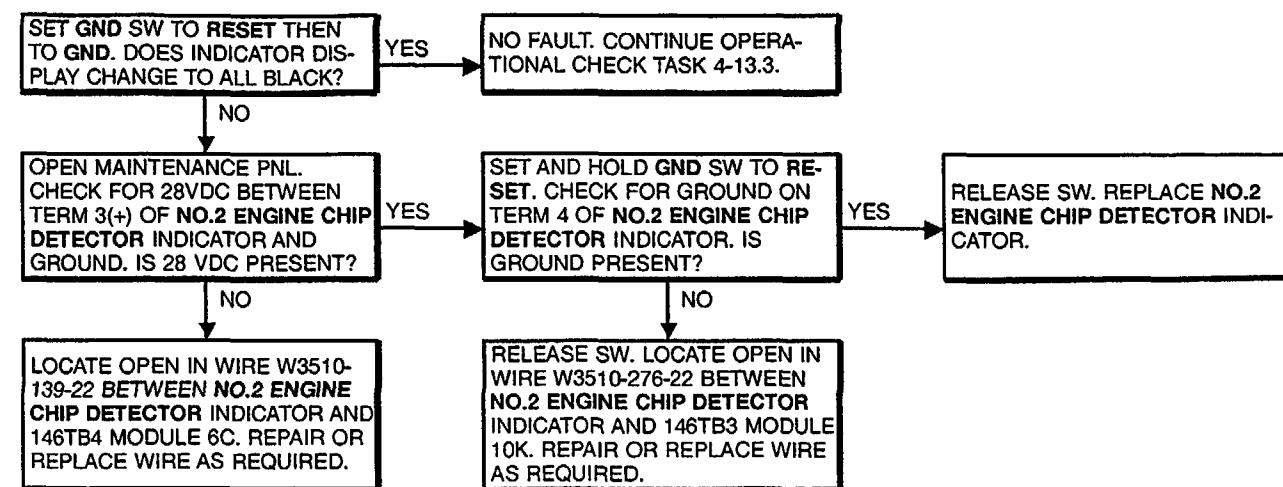 SET GND SW TO RESET THEN
TO GND. DOES INDICATOR DIS-
PLAY CHANGE TO ALL BLACK?
YES
NO FAULT. CONTINUE OPERA-
TIONAL CHECK TASK 4-13.3.
NO
OPEN MAINTENANCE PNL.
CHECK FOR 28VDC BETWEEN
TERM 3(+) OF NO.2 ENGINE CHIP
DETECTOR INDICATOR AND
GROUND. IS 28 VDC PRESENT?
YES
SET AND HOLD GND SW TO RE-
SET. CHECK FOR GROUND ON
TERM 4 OF NO.2 ENGINE CHIP
DETECTOR INDICATOR. IS
GROUND PRESENT?
YES
RELEASE SW. REPLACE NO.2
ENGINE CHIP DETECTOR INDI-
CATOR.
NO
LOCATE OPEN IN WIRE W3510-
139-22 BETWEEN NO.2 ENGINE
CHIP DETECTOR INDICATOR AND
146TB4 MODULE 6C. REPAIR OR
REPLACE WIRE AS REQUIRED.
NO
RELEASE SW. LOCATE OPEN IN
WIRE W3510-276-22 BETWEEN
NO.2 ENGINE CHIP DETECTOR
INDICATOR AND 146TB3 MODULE
10K. REPAIR OR REPLACE WIRE
AS REQUIRED.